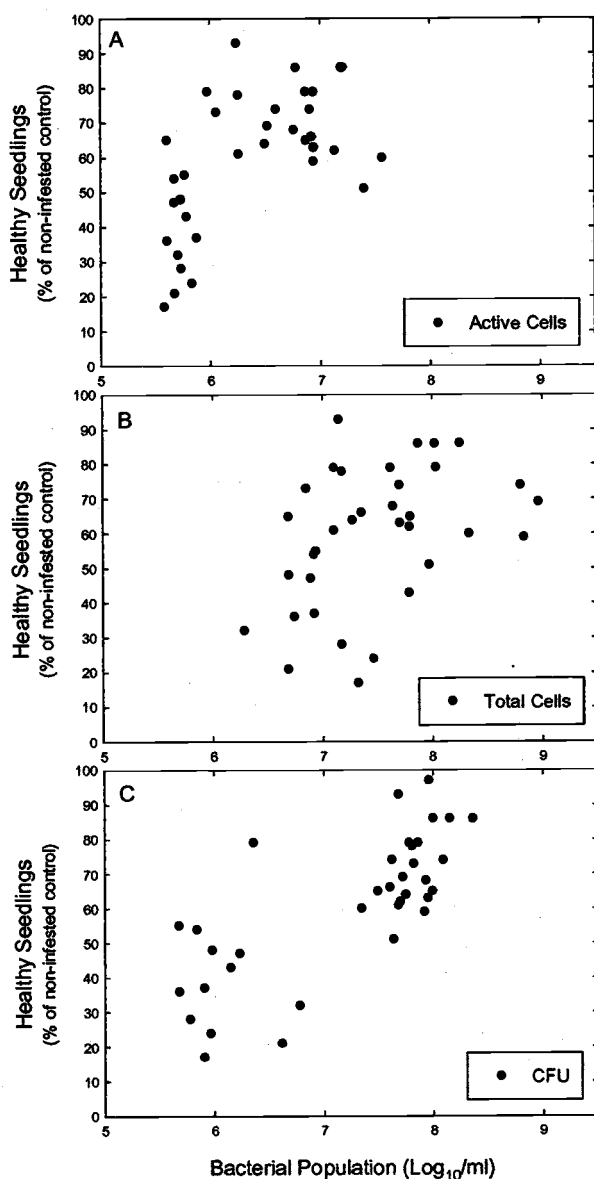 A
100
90
80
70
60
50
40
30
20
10
0
Healthy Seedlings
(% of non-infested control)
Active Cells
5 6 7 8 9
B
100
90
80
70
60
50
40
30
20
10
0
Healthy Seedlings
(% of non-infested control)
Total Cells
5 6 7 8 9
C
100
90
80
70
60
50
40
30
20
10
0
Healthy Seedlings
(% of non-infested control)
CFU
5 6 7 8 9
Bacterial Population (Log10/ml)